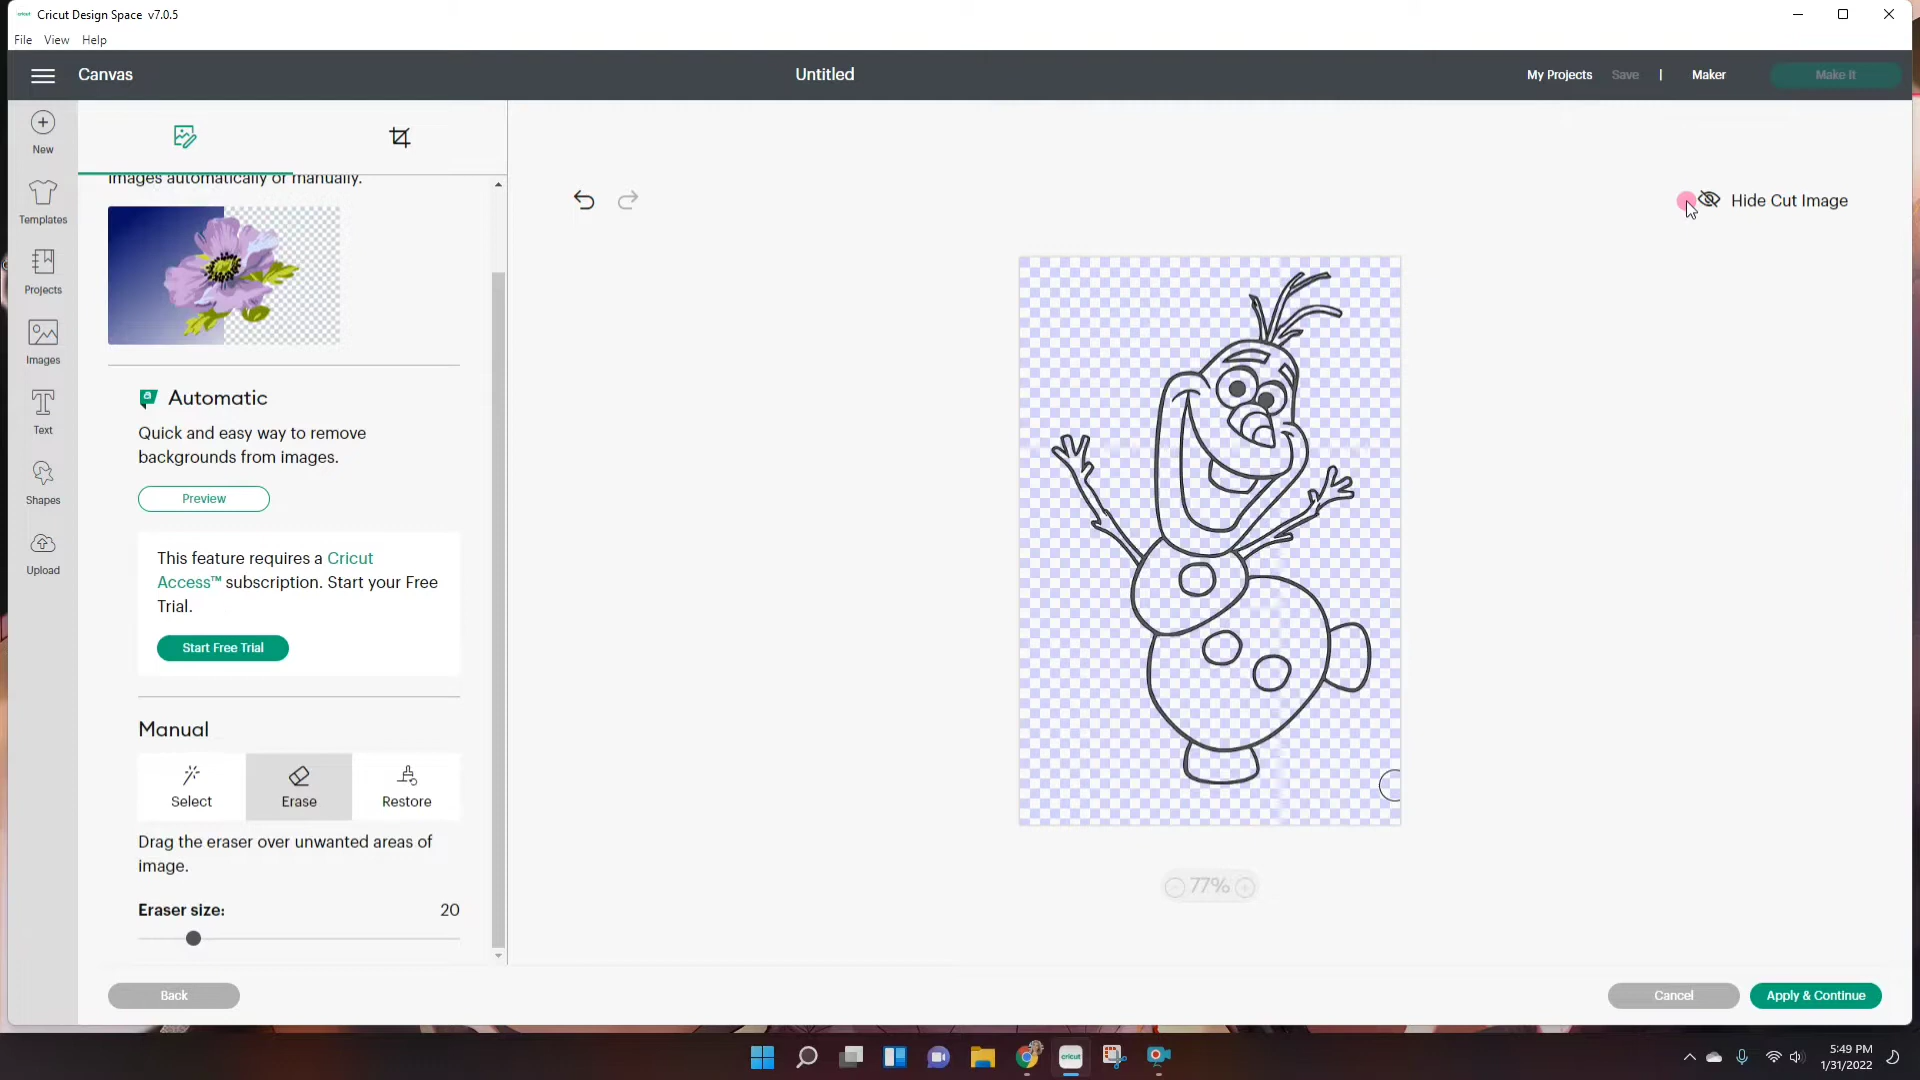 Cricut Design Space v7.0.5
File View Help
Canvas
Untitled
My Projects Save | Maker Make It
New
Templates
Projects
Images
Text
Shapes
Upload
images automatically or manually.
Hide Cut Image
Automatic
Quick and easy way to remove
backgrounds from images.
Preview
This feature requires a Cricut
Access™ subscription. Start your Free
Trial.
Start Free Trial
Manual
Select Erase Restore
Drag the eraser over unwanted areas of
image.
Eraser size: 20
77%
Back
Cancel Apply & Continue
cricut
5:49 PM
1/31/2022